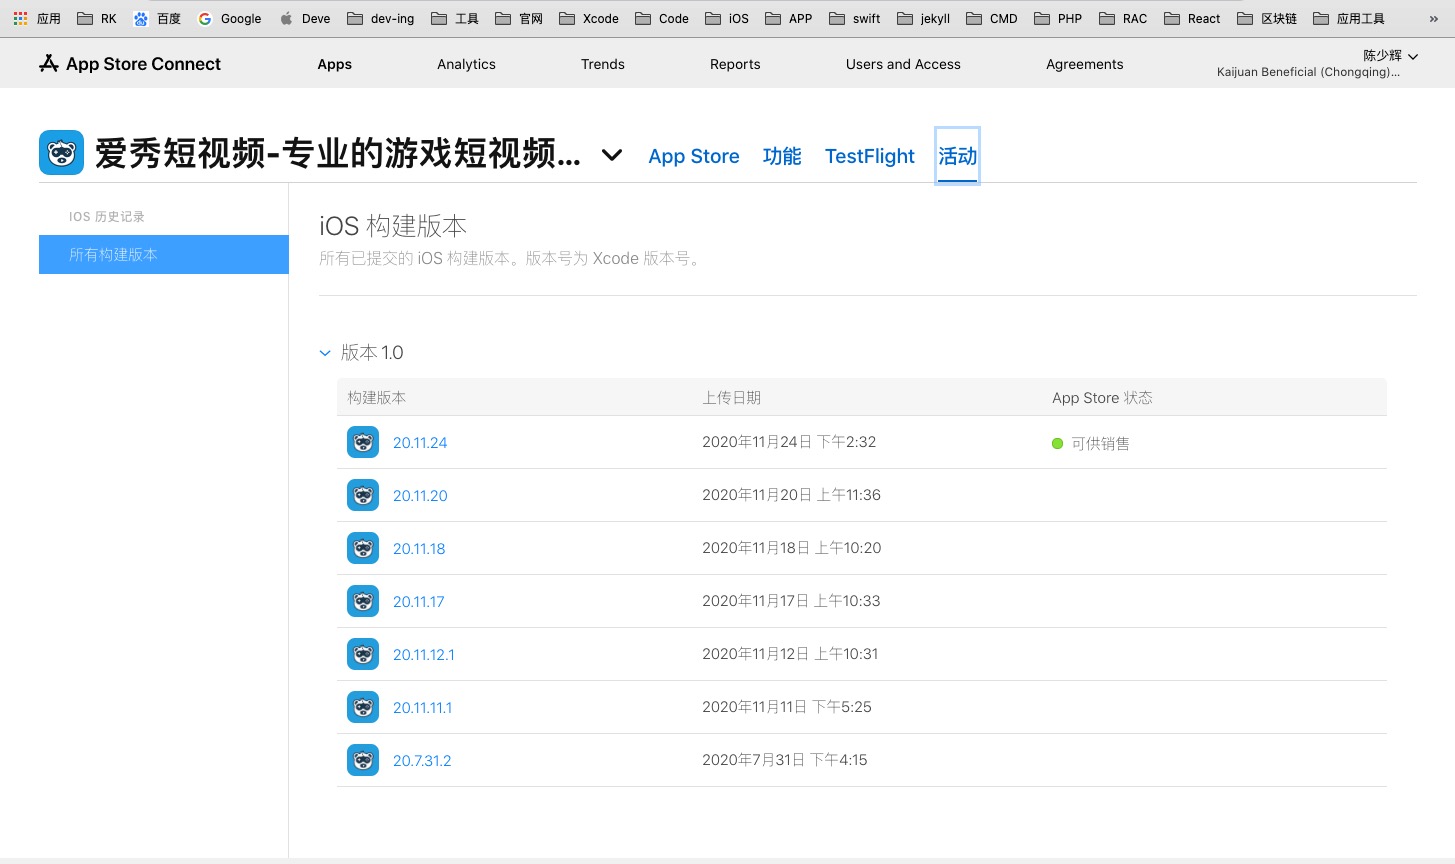 应用 RK 百度 Google Deve dev-ing 工具 官网 Xcode Code iOS APP swift jekyll CMD PHP RAC React 区块链 应用工具 »
App Store Connect Apps Analytics Trends Reports Users and Access Agreements 陈少辉
Kaijuan Beneficial (Chongqing)...
爱秀短视频-专业的游戏短视频... App Store 功能 TestFlight 活动
IOS 历史记录
所有构建版本
iOS 构建版本
所有已提交的 iOS 构建版本。版本号为 Xcode 版本号。
版本 1.0
构建版本 上传日期 App Store 状态
20.11.24 2020年11月24日 下午2:32 可供销售
20.11.20 2020年11月20日 上午11:36
20.11.18 2020年11月18日 上午10:20
20.11.17 2020年11月17日 上午10:33
20.11.12.1 2020年11月12日 上午10:31
20.11.11.1 2020年11月11日 下午5:25
20.7.31.2 2020年7月31日 下午4:15